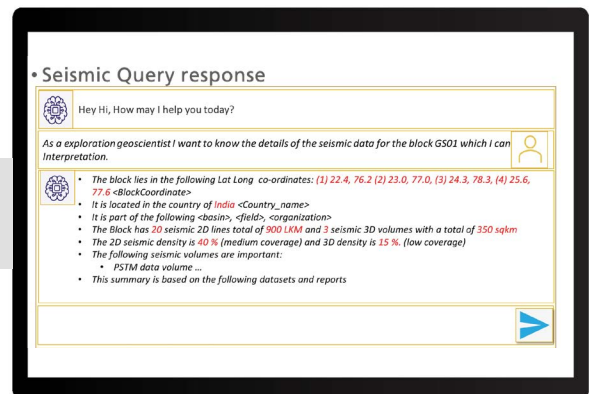 • Seismic Query response
Hey Hi, How may I help you today?
As a exploration geoscientist I want to know the details of the seismic data for the block GS01 which I can
Interpretation.
• The block lies in the following Lat Long co-ordinates: (1) 22.4, 76.2 (2) 23.0, 77.0, (3) 24.3, 78.3, (4) 25.6,
77.6 <BlockCoordinate>
• It is located in the country of India <Country_name>
• It is part of the following <basin>, <field>, <organization>
• The Block has 20 seismic 2D lines total of 900 LKM and 3 seismic 3D volumes with a total of 350 sqkm
• The 2D seismic density is 40 % (medium coverage) and 3D density is 15 %. (low coverage)
• The following seismic volumes are important:
• PSTM data volume ...
• This summary is based on the following datasets and reports